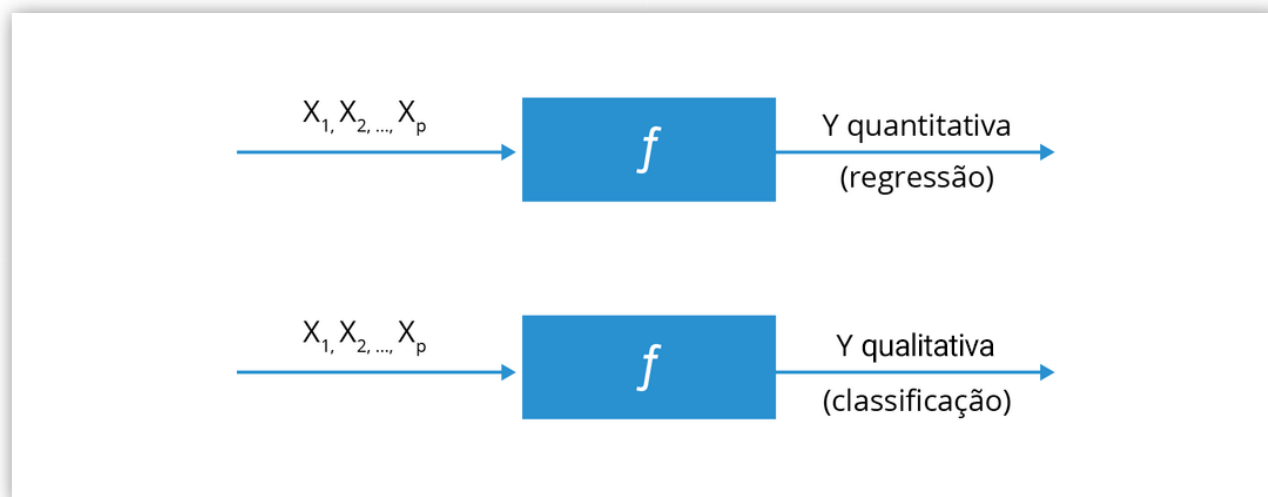 X₁, X₂, ..., Xₚ
f
Y quantitativa
(regressão)
X₁, X₂, ..., Xₚ
f
Y qualitativa
(classificação)